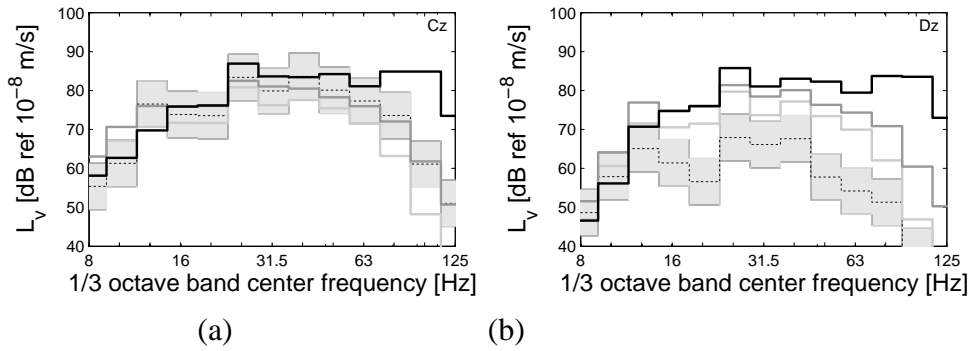 100
90
80
70
60
50
40
8 16 31.5 63 125
L_v [dB ref 10^−8 m/s]
1/3 octave band center frequency [Hz]
Cz
(a)
100
90
80
70
60
50
40
8 16 31.5 63 125
L_v [dB ref 10^−8 m/s]
1/3 octave band center frequency [Hz]
Dz
(b)